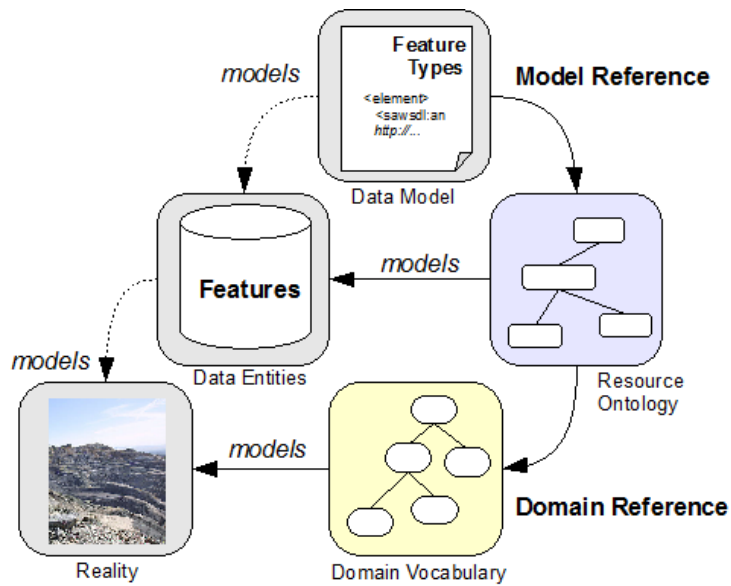 Feature
Types
<element>
<sawsdl:an
http://...
models
Model Reference
Data Model
Features
models
Data Entities
Resource
Ontology
models
models
Domain Reference
Reality
Domain Vocabulary